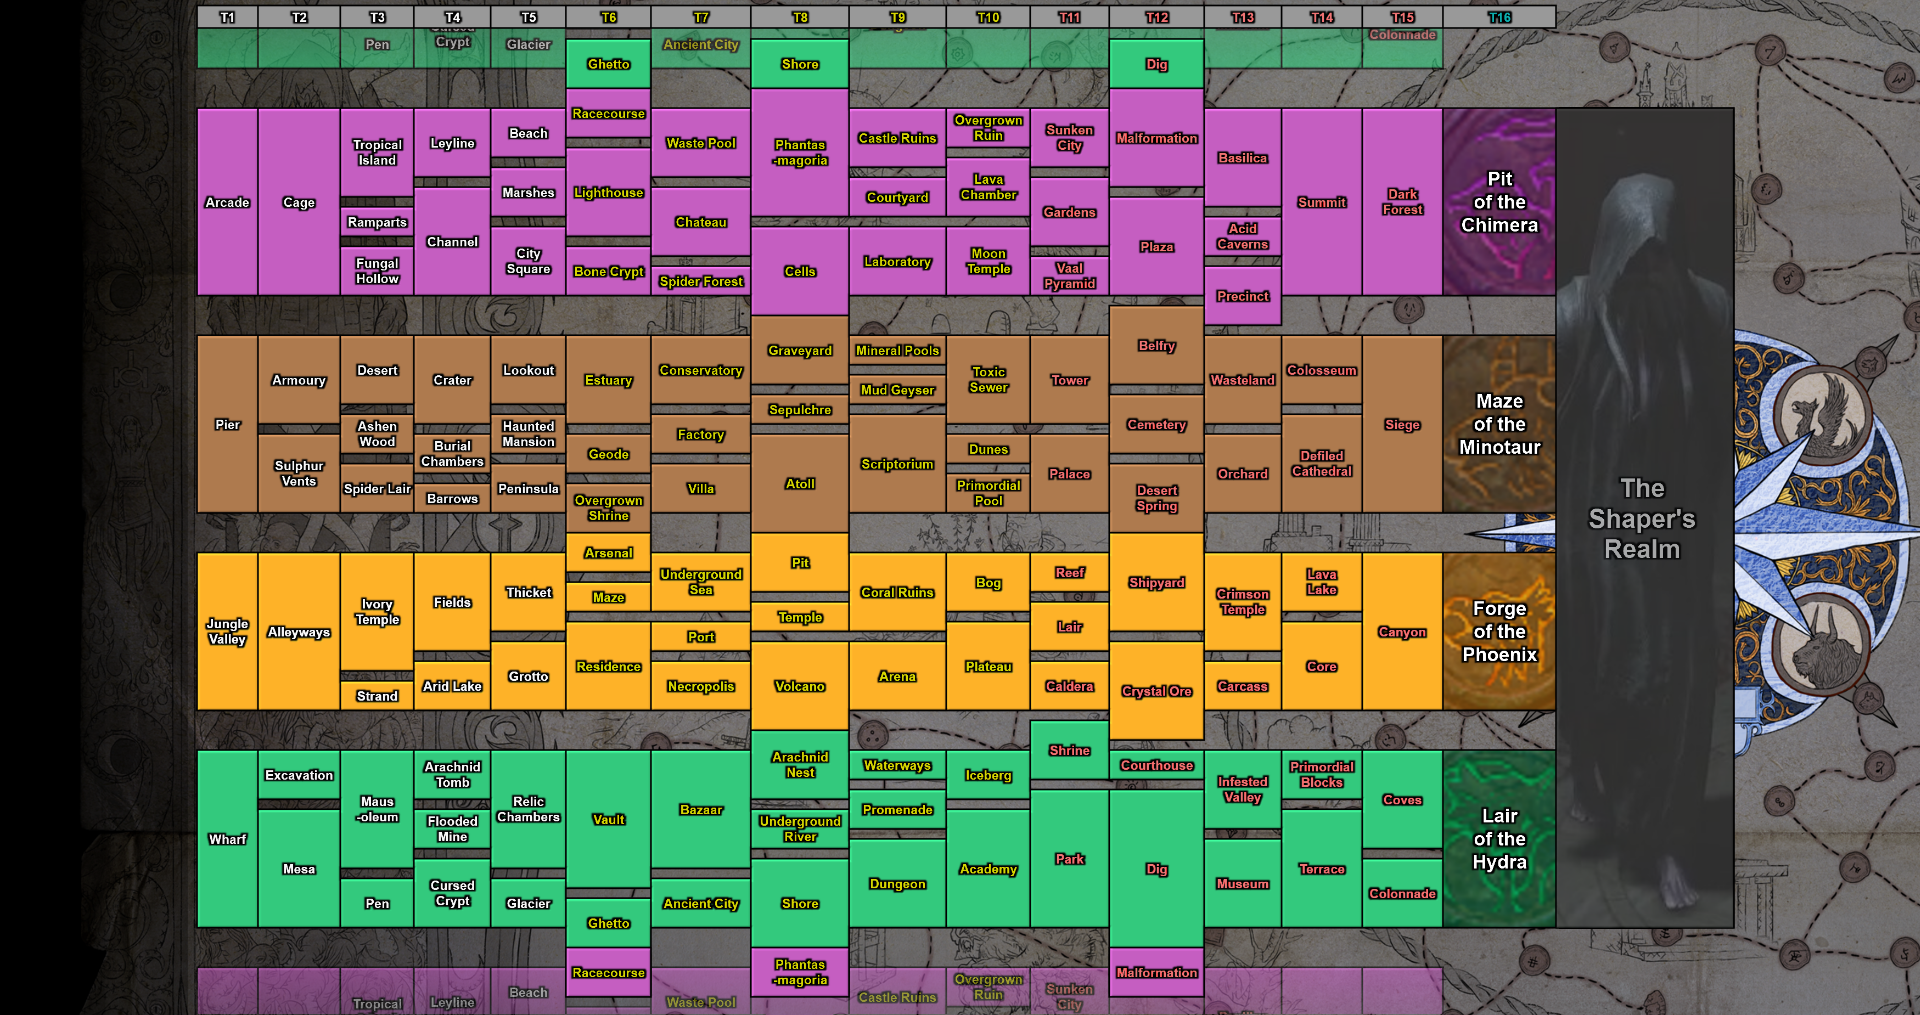 T1 T2 T3 T4 T5 T6 T7 T8 T9 T10 T11 T12 T13 T14 T15 T16
Pen
Crypt
Glacier
Ghetto
Ancient City
Shore
Dig
Colonnade
Arcade
Cage
Tropical
Island
Ramparts
Fungal
Hollow
Leyline
Channel
Beach
Marshes
City
Square
Racecourse
Lighthouse
Bone Crypt
Waste Pool
Chateau
Spider Forest
Phantas
-magoria
Cells
Castle Ruins
Courtyard
Laboratory
Overgrown
Ruin
Lava
Chamber
Moon
Temple
Sunken
City
Gardens
Vaal
Pyramid
Malformation
Plaza
Basilica
Acid
Caverns
Precinct
Summit
Dark
Forest
Pit
of the
Chimera
Pier
Armoury
Sulphur
Vents
Desert
Ashen
Wood
Spider Lair
Crater
Burial
Chambers
Barrows
Lookout
Haunted
Mansion
Peninsula
Estuary
Geode
Overgrown
Shrine
Conservatory
Factory
Villa
Graveyard
Sepulchre
Atoll
Mineral Pools
Mud Geyser
Scriptorium
Toxic
Sewer
Dunes
Primordial
Pool
Tower
Palace
Belfry
Cemetery
Desert
Spring
Wasteland
Orchard
Colosseum
Defiled
Cathedral
Siege
Maze
of the
Minotaur
Jungle
Valley
Alleyways
Ivory
Temple
Strand
Fields
Arid Lake
Thicket
Grotto
Arsenal
Maze
Residence
Underground
Sea
Port
Necropolis
Pit
Temple
Volcano
Coral Ruins
Arena
Bog
Plateau
Reef
Lair
Caldera
Shipyard
Crystal Ore
Crimson
Temple
Carcass
Lava
Lake
Core
Canyon
Forge
of the
Phoenix
Wharf
Excavation
Mesa
Maus
-oleum
Pen
Arachnid
Tomb
Flooded
Mine
Cursed
Crypt
Relic
Chambers
Glacier
Vault
Ghetto
Bazaar
Ancient City
Arachnid
Nest
Underground
River
Shore
Waterways
Promenade
Dungeon
Iceberg
Academy
Shrine
Park
Courthouse
Dig
Infested
Valley
Museum
Primordial
Blocks
Terrace
Coves
Colonnade
Lair
of the
Hydra
The
Shaper's
Realm
Tropical
Leyline
Beach
Racecourse
Waste Pool
Phantas
-magoria
Castle Ruins
Overgrown
Ruin
Sunken
City
Malformation